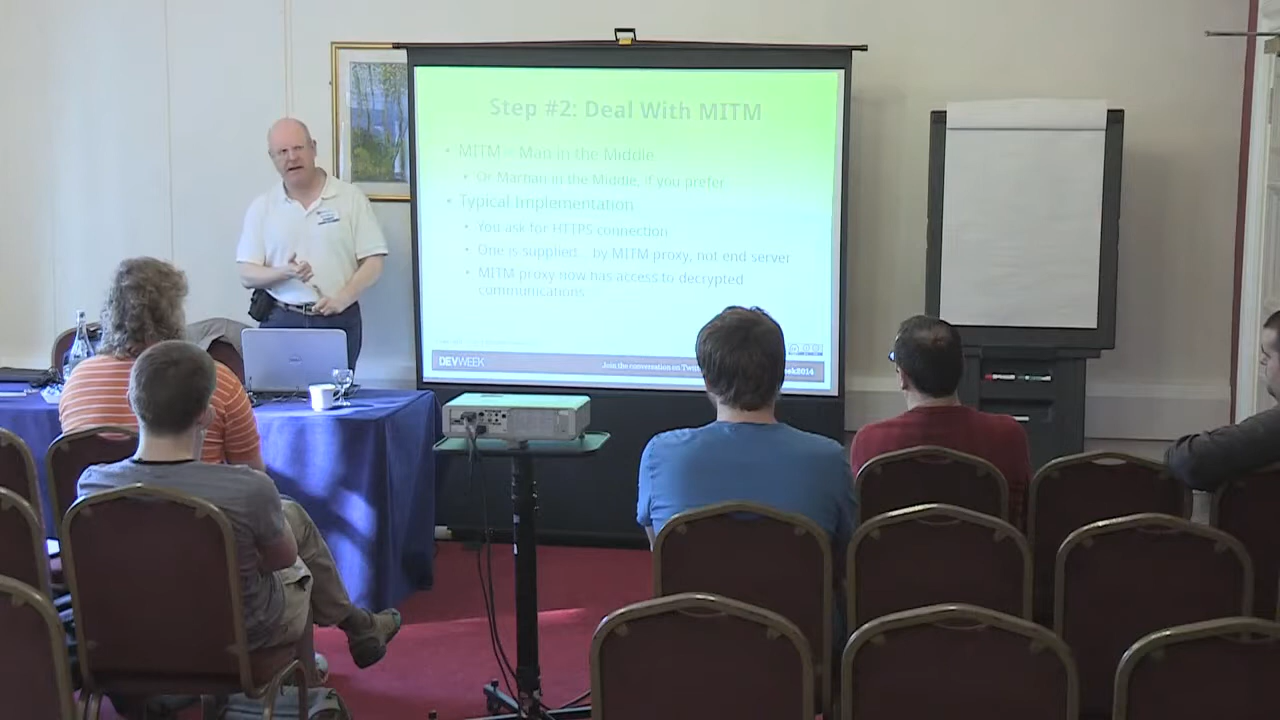 Step #2: Deal With MITM
• MITM – Man in the Middle
• Or Martian in the Middle, if you prefer
• Typical Implementation
• You ask for HTTPS connection
• One is supplied... by MITM proxy, not end server
• MITM proxy now has access to decrypted
communications
DEVWEEK
Join the conversation on